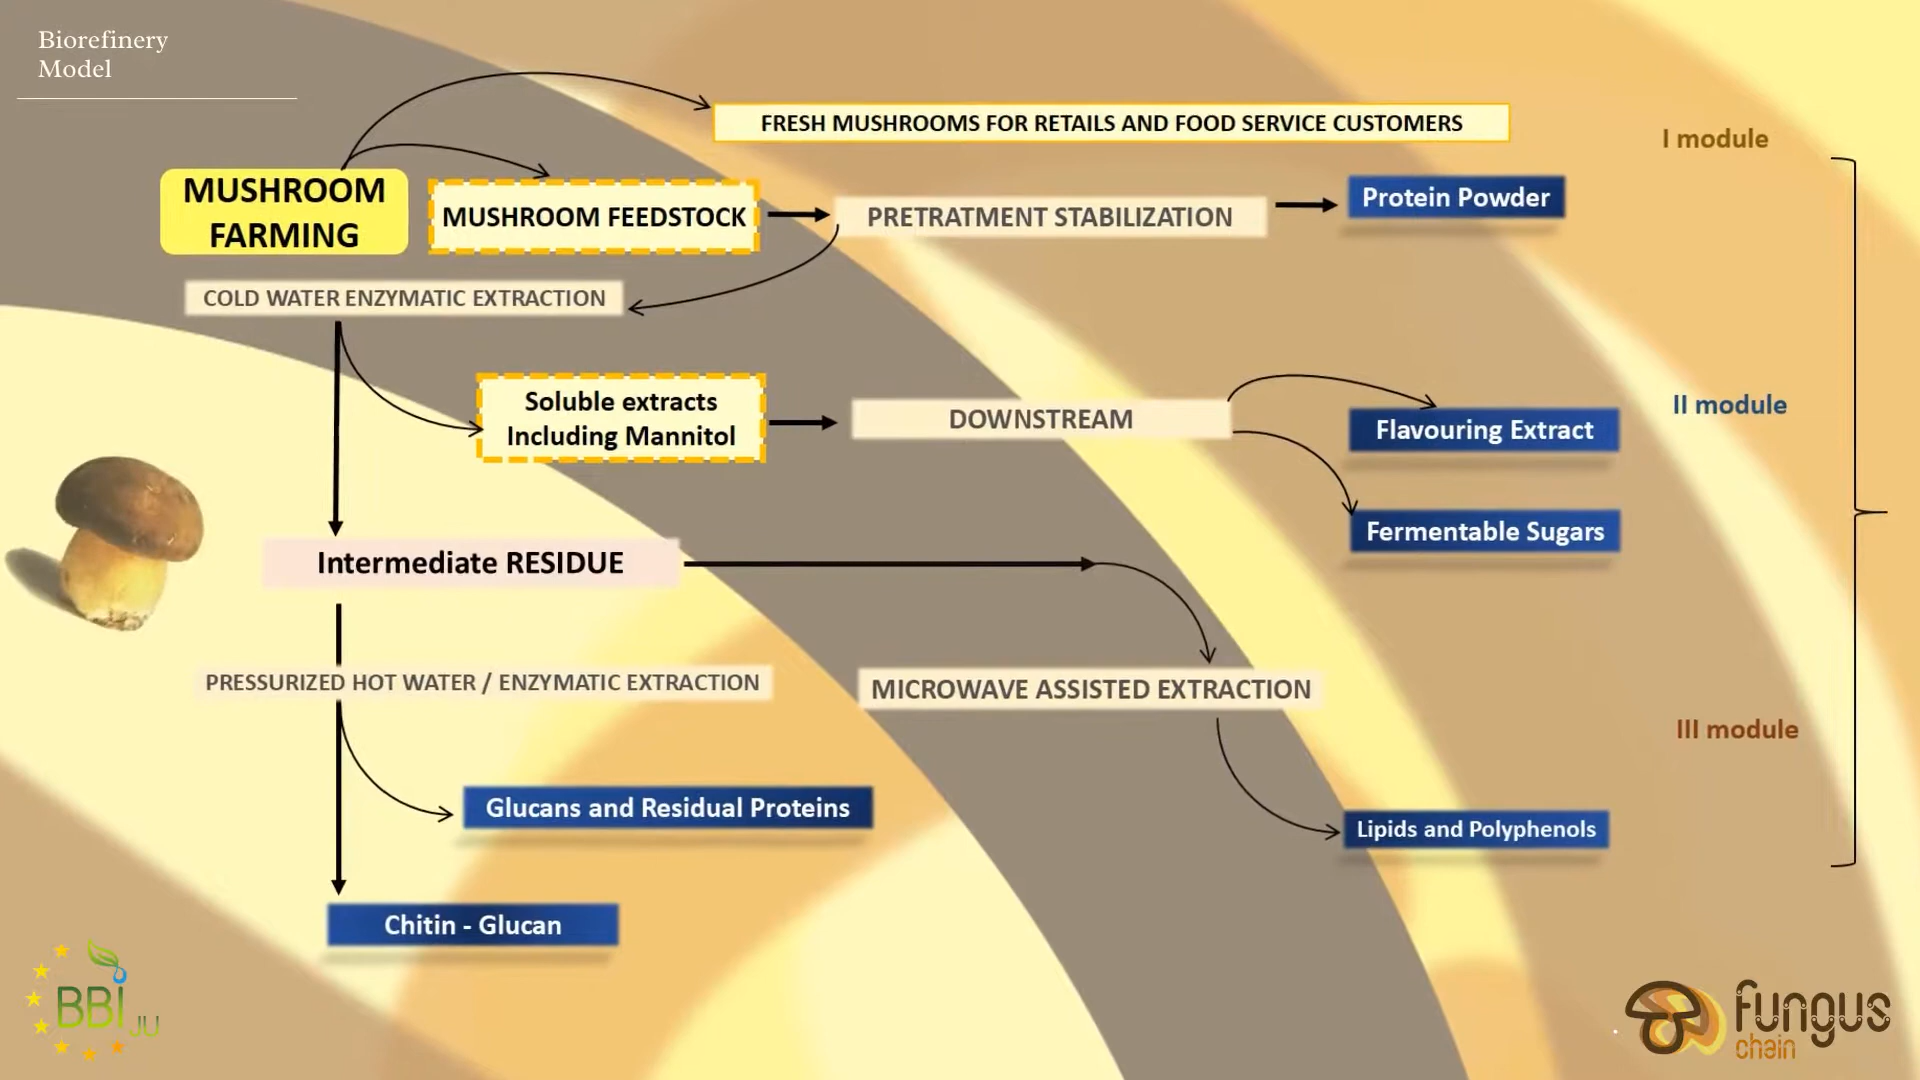 Biorefinery
Model
FRESH MUSHROOMS FOR RETAILS AND FOOD SERVICE CUSTOMERS
I module
MUSHROOM
FARMING
MUSHROOM FEEDSTOCK
PRETRATMENT STABILIZATION
Protein Powder
COLD WATER ENZYMATIC EXTRACTION
Soluble extracts
Including Mannitol
DOWNSTREAM
Flavouring Extract
II module
Fermentable Sugars
Intermediate RESIDUE
PRESSURIZED HOT WATER / ENZYMATIC EXTRACTION
MICROWAVE ASSISTED EXTRACTION
III module
Glucans and Residual Proteins
Lipids and Polyphenols
Chitin - Glucan
BBI JU
fungus
chain